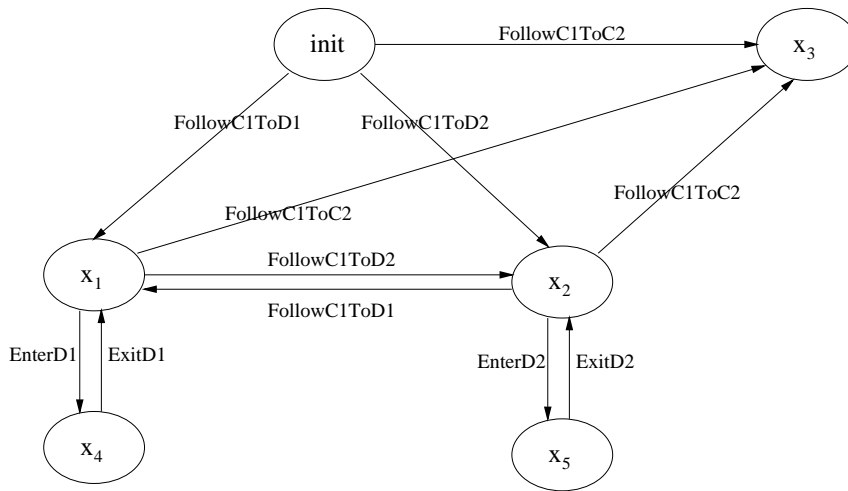 init
FollowC1ToC2
x3
FollowC1ToD1
FollowC1ToD2
FollowC1ToC2
FollowC1ToC2
x1
FollowC1ToD2
x2
FollowC1ToD1
EnterD1
ExitD1
EnterD2
ExitD2
x4
x5